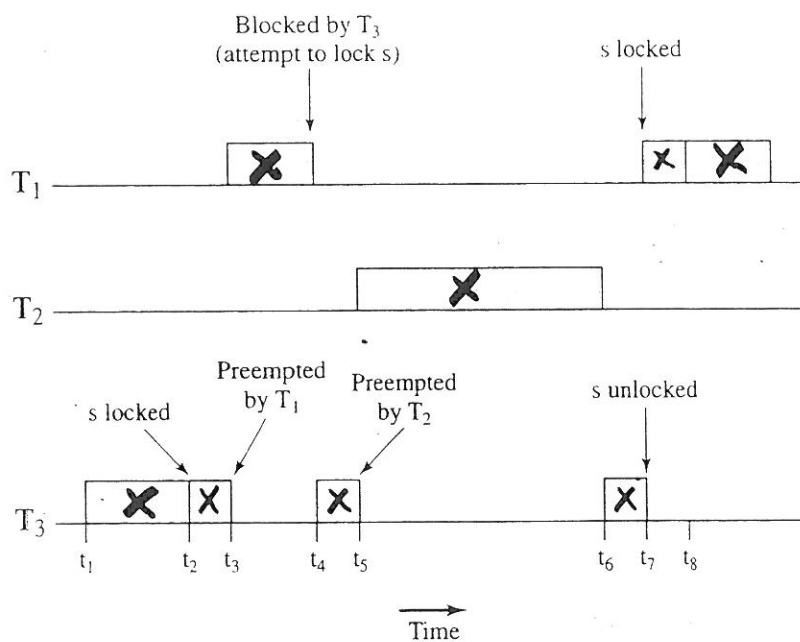 Blocked by T3
(attempt to lock s)
s locked
T1
T2
Preempted
by T1
Preempted
by T2
s locked
s unlocked
T3
t1 t2 t3 t4 t5 t6 t7 t8
Time